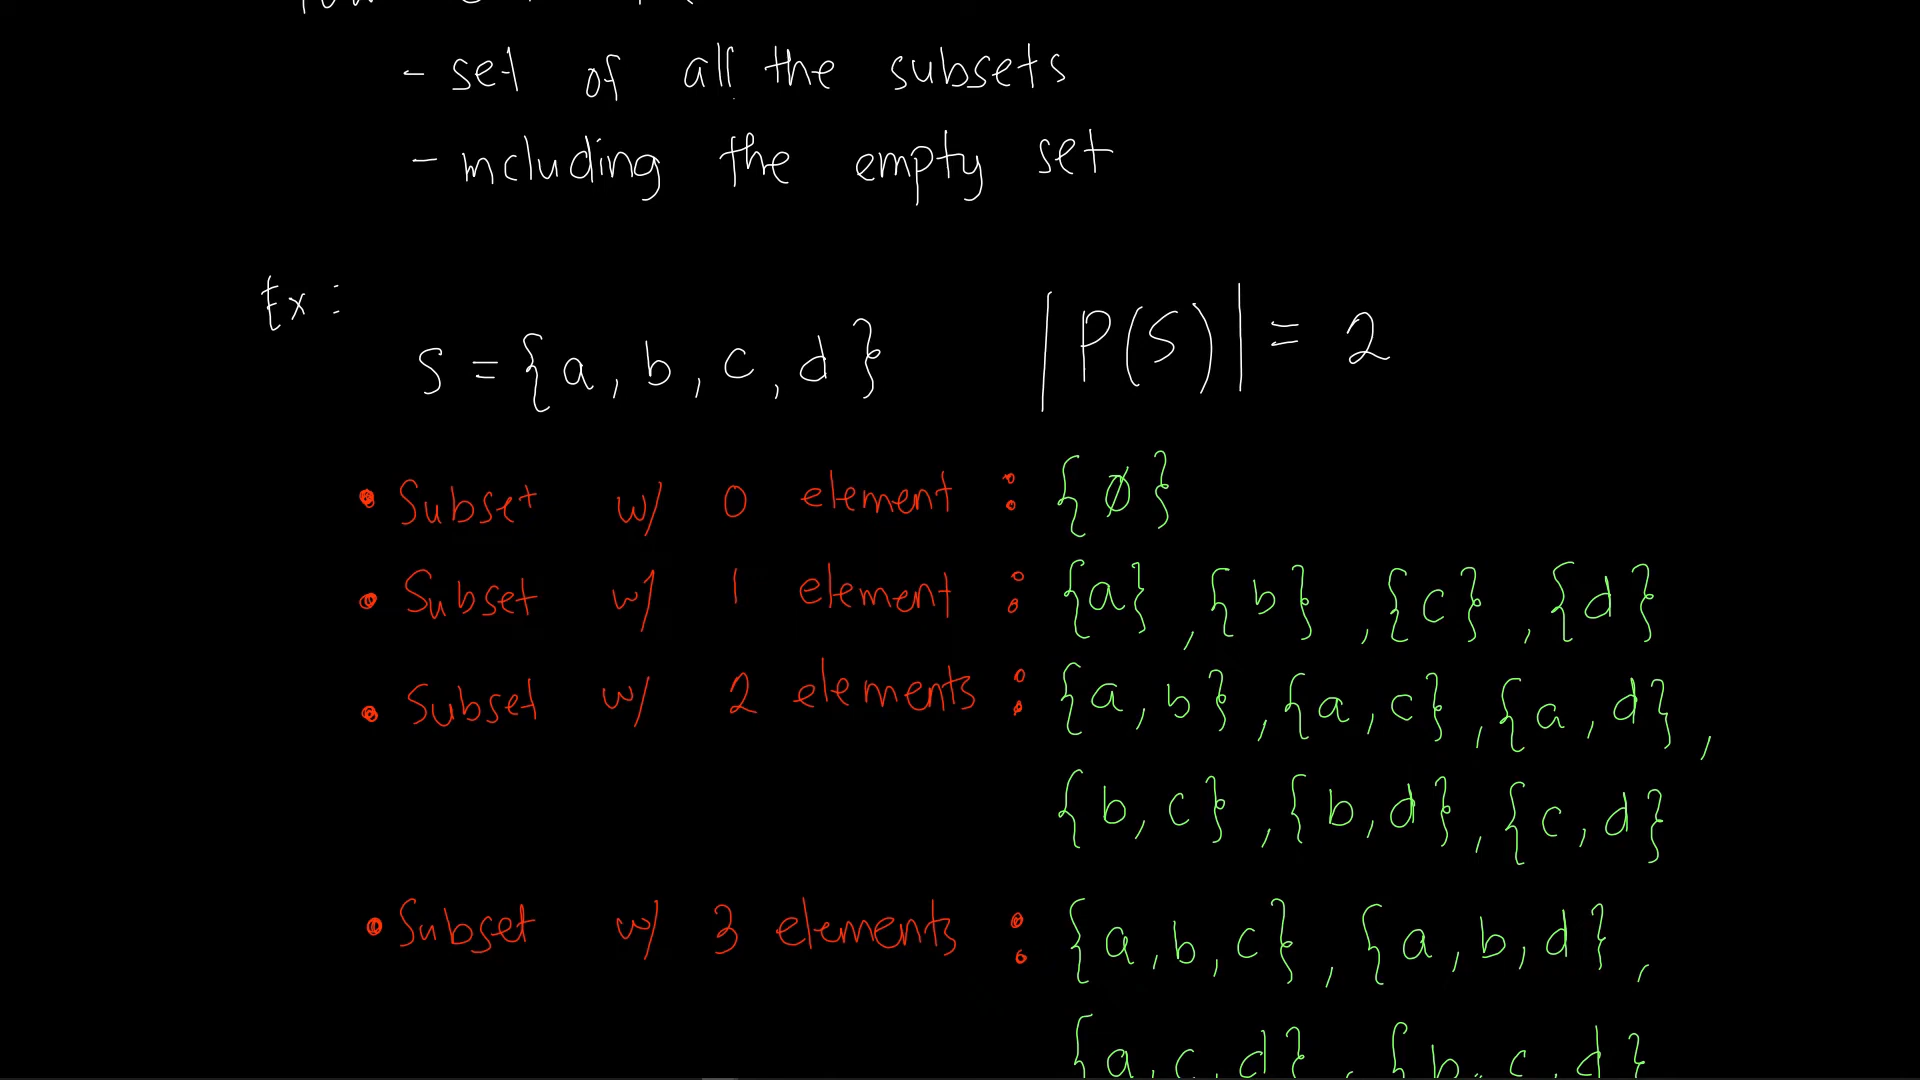 - set of all the subsets
- including the empty set
Ex :
S = {a, b, c, d} |P(S)| = 2
• Subset w/ 0 element : {∅}
• Subset w/ 1 element : {a}, {b}, {c}, {d}
• Subset w/ 2 elements : {a, b}, {a, c}, {a, d},
{b, c}, {b, d}, {c, d}
• Subset w/ 3 elements : {a, b, c}, {a, b, d},
{a, c, d}, {b, c, d}